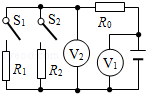 S₁ S₂ R₀
V₂ V₁
R₁ R₂